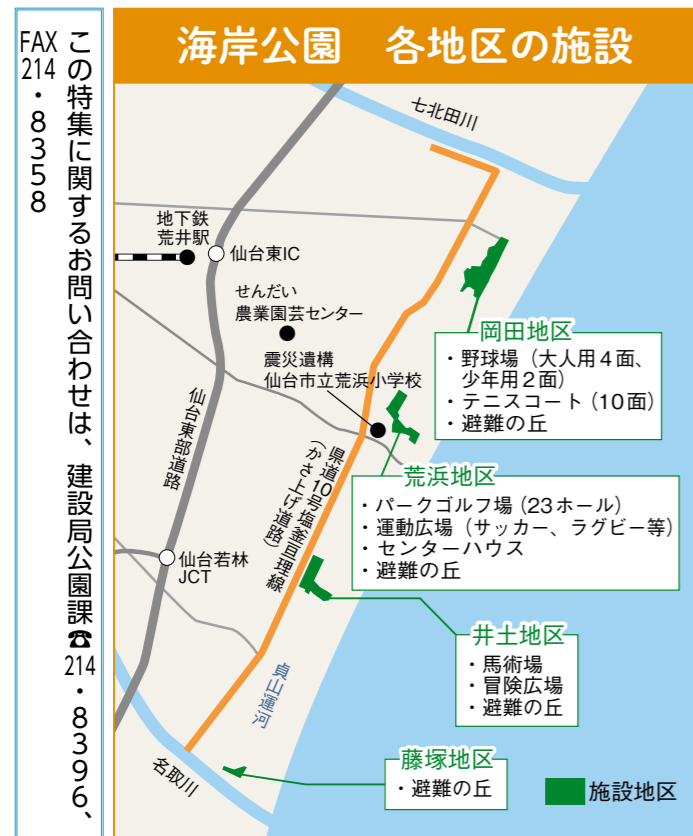 海岸公園　各地区の施設
七北田川
地下鉄
荒井駅
仙台東IC
せんだい
農業園芸センター
震災遺構
仙台市立荒浜小学校
岡田地区
・野球場（大人用４面、
少年用２面）
・テニスコート（10面）
・避難の丘
仙台東部道路
県道10号塩釜亘理線
（かさ上げ道路）
荒浜地区
・パークゴルフ場（23ホール）
・運動広場（サッカー、ラグビー等）
・センターハウス
・避難の丘
仙台若林
JCT
井土地区
・馬術場
・冒険広場
・避難の丘
貞山運河
名取川
藤塚地区
・避難の丘
施設地区
この特集に関するお問い合わせは、建設局公園課☎214・8396、
FAX214・8358